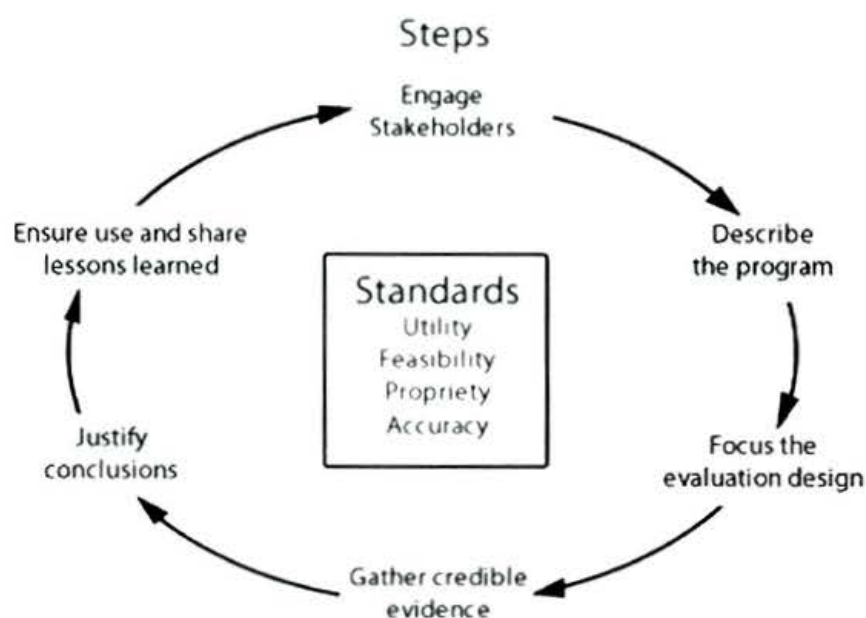 Steps
Engage
Stakeholders
Describe
the program
Focus the
evaluation design
Gather credible
evidence
Justify
conclusions
Ensure use and share
lessons learned
Standards
Utility
Feasibility
Propriety
Accuracy